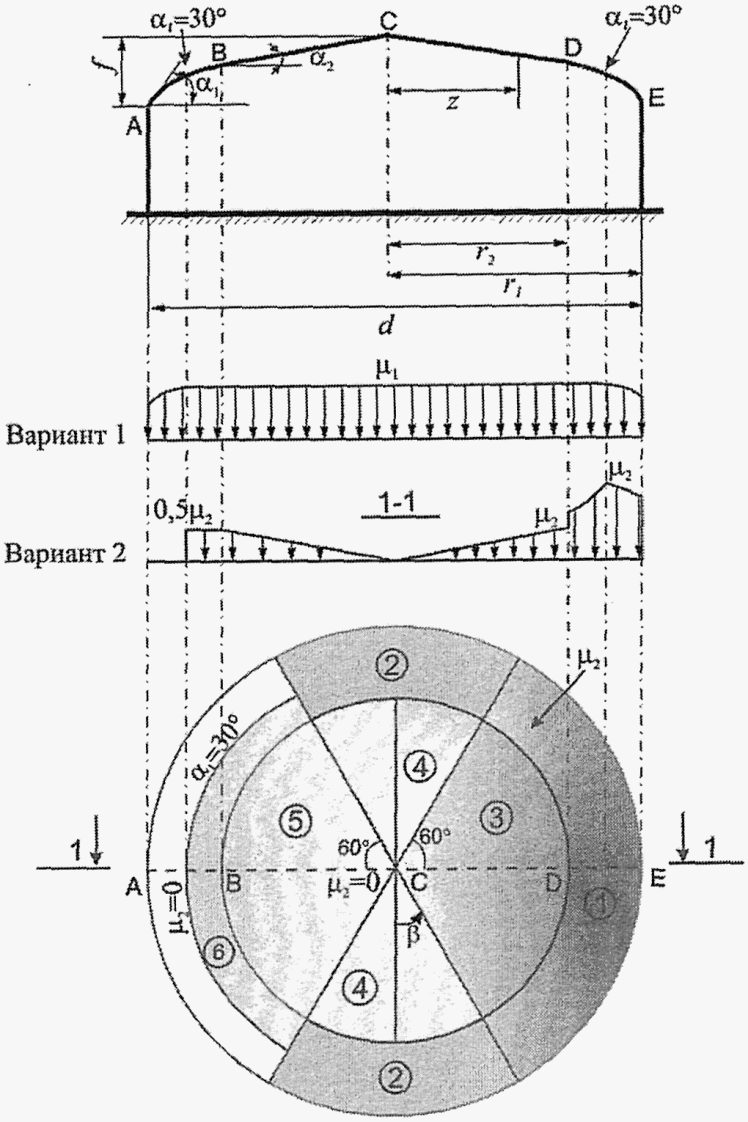 α₁=30°
C
α₁=30°
f
B
α₂
D
α₁
A
z
E
r₂
r₁
d
μ₁
Вариант 1
0,5μ₂
1-1
μ₂
μ₂
Вариант 2
②
μ₂
α₁=30°
④
⑤
③
60°
60°
1
1
A
μ₂=0
B
μ₂=0
C
D
E
①
β
⑥
④
②